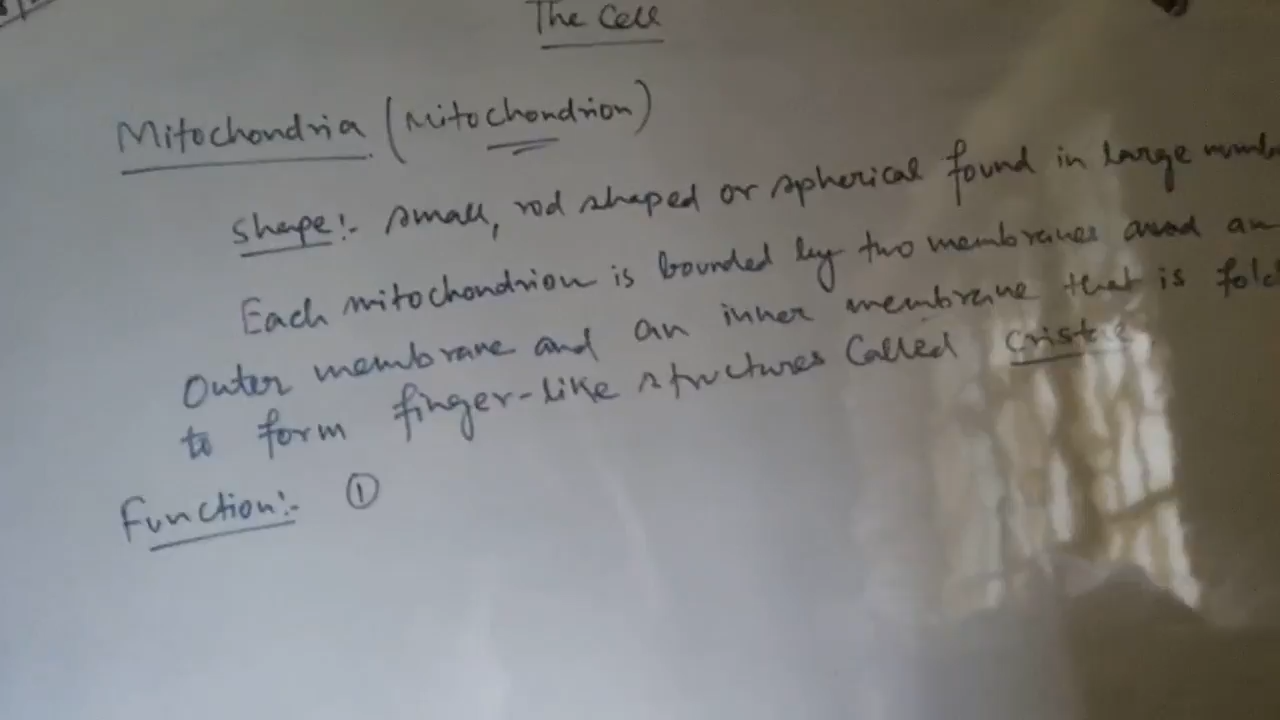 The Cell
Mitochondria (Mitochondrion)
Shape:- small, rod shaped or spherical found in large
Each mitochondrion is bounded by two membranes an
outer membrane and an inner membrane that is
to form finger-like structures called cristae.
Function:- ①